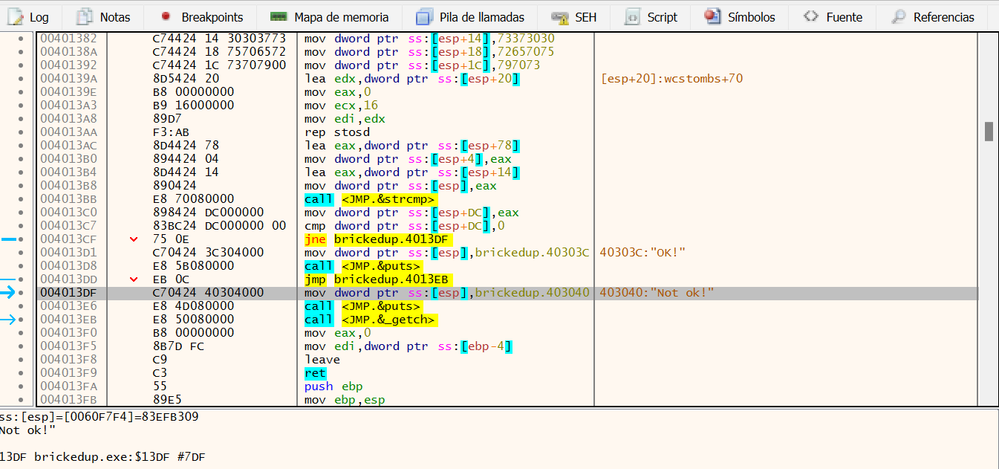 Log Notas Breakpoints Mapa de memoria Pila de llamadas SEH Script Símbolos Fuente Referencias
00401382 C74424 14 30303773 mov dword ptr ss:[esp+14],73373030
0040138A C74424 18 75706572 mov dword ptr ss:[esp+18],72657075
00401392 C74424 1C 73707900 mov dword ptr ss:[esp+1C],797073
0040139A 8D5424 20 lea edx,dword ptr ss:[esp+20] [esp+20]:wcstombs+70
0040139E B8 00000000 mov eax,0
004013A3 B9 16000000 mov ecx,16
004013A8 89D7 mov edi,edx
004013AA F3:AB rep stosd
004013AC 8D4424 78 lea eax,dword ptr ss:[esp+78]
004013B0 894424 04 mov dword ptr ss:[esp+4],eax
004013B4 8D4424 14 lea eax,dword ptr ss:[esp+14]
004013B8 890424 mov dword ptr ss:[esp],eax
004013BB E8 70080000 call <JMP.&strcmp>
004013C0 898424 DC000000 mov dword ptr ss:[esp+DC],eax
004013C7 83BC24 DC000000 00 cmp dword ptr ss:[esp+DC],0
004013CF 75 0E jne brickedup.4013DF
004013D1 C70424 3C304000 mov dword ptr ss:[esp],brickedup.40303C 40303C:"OK!"
004013D8 E8 5B080000 call <JMP.&puts>
004013DD EB 0C jmp brickedup.4013EB
004013DF C70424 40304000 mov dword ptr ss:[esp],brickedup.403040 403040:"Not ok!"
004013E6 E8 4D080000 call <JMP.&puts>
004013EB E8 50080000 call <JMP.&_getch>
004013F0 B8 00000000 mov eax,0
004013F5 8B7D FC mov edi,dword ptr ss:[ebp-4]
004013F8 C9 leave
004013F9 C3 ret
004013FA 55 push ebp
004013FB 89E5 mov ebp,esp
ss:[esp]=[0060F7F4]=83EFB309
Not ok!"
13DF brickedup.exe:$13DF #7DF